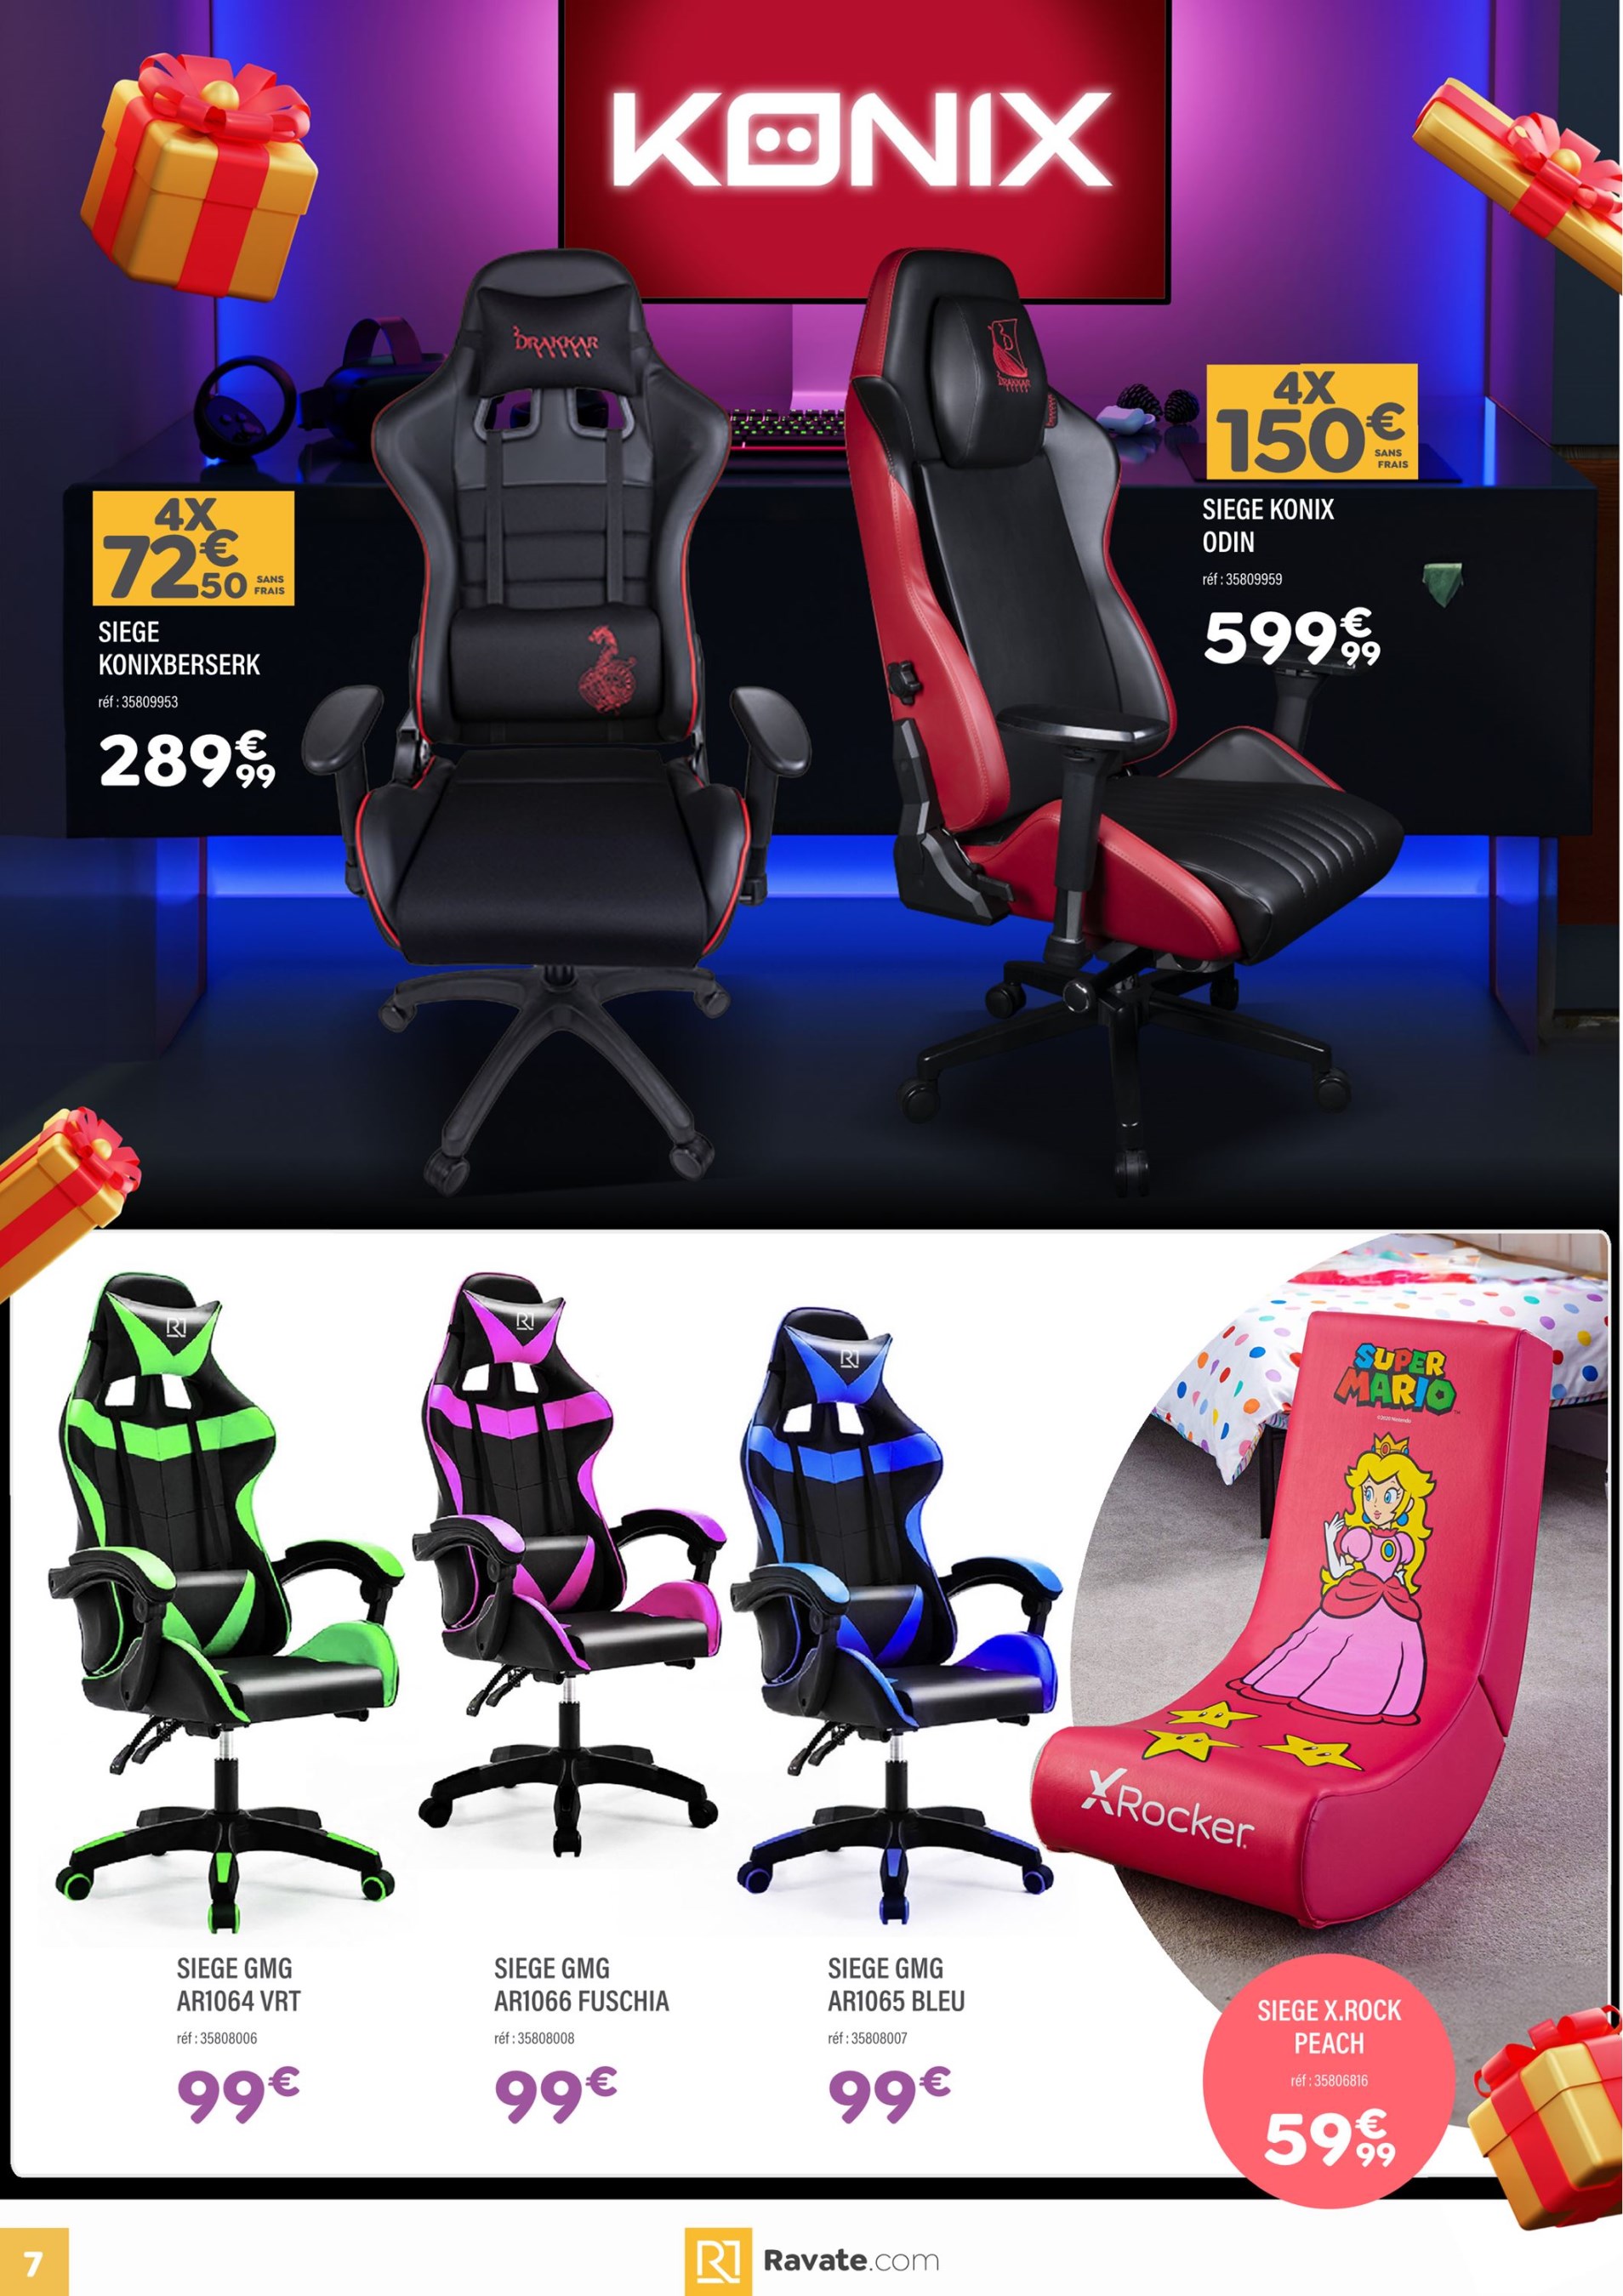 KONIX
DRAKKAR
DRAKKAR
4X
150€
SANS
FRAIS
SIEGE KONIX
ODIN
réf : 35809959
599€99
4X
72€50
SANS
FRAIS
SIEGE
KONIXBERSERK
réf : 35809953
289€99
SUPER
MARIO
XRocker
SIEGE GMG
AR1064 VRT
réf : 35808006
99€
SIEGE GMG
AR1066 FUSCHIA
réf : 35808008
99€
SIEGE GMG
AR1065 BLEU
réf : 35808007
99€
SIEGE X.ROCK
PEACH
réf : 35806816
59€99
7
Ravate.com